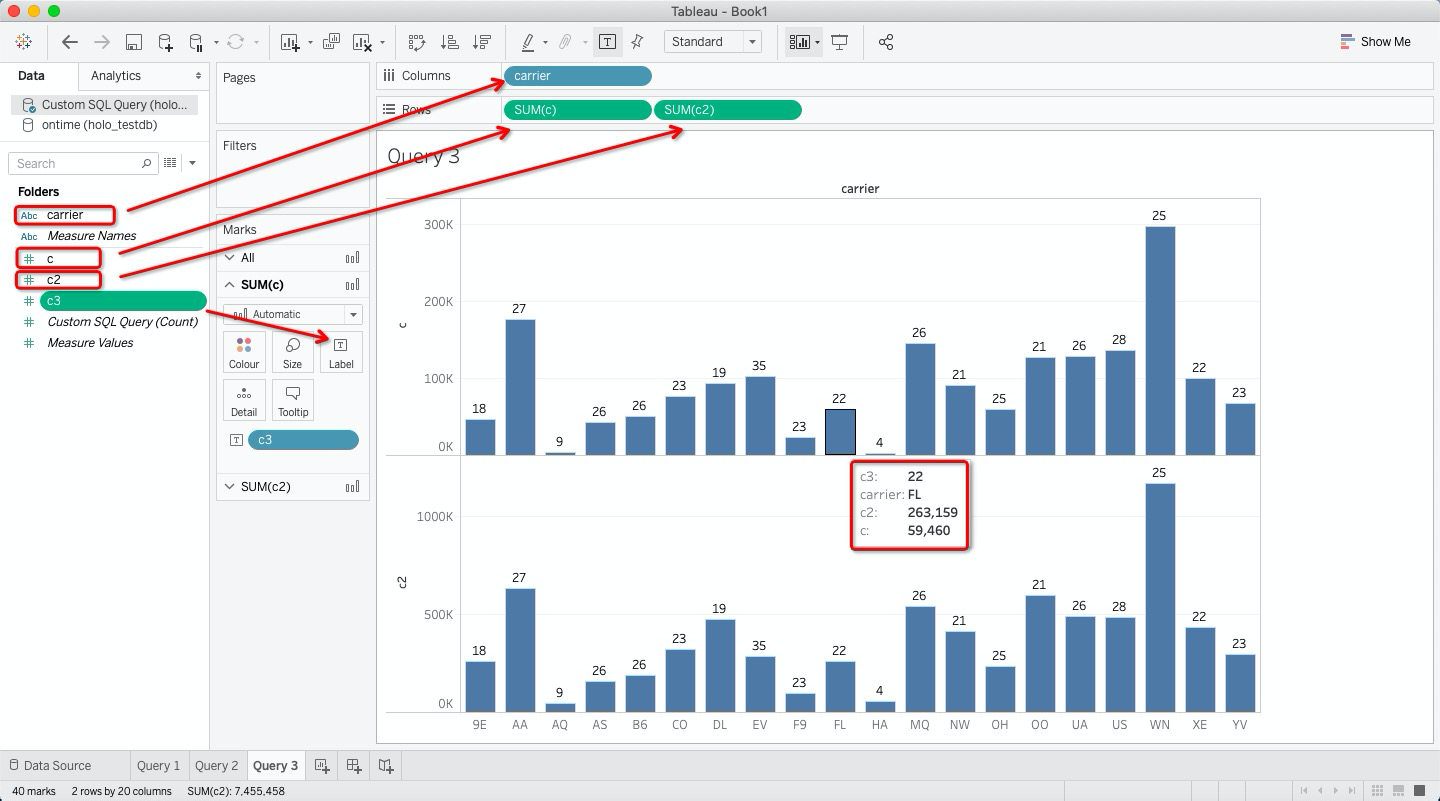 Tableau - Book1
Standard
Show Me
Data
Analytics
Custom SQL Query (holo...
ontime (holo_testdb)
Search
Folders
Abc carrier
Abc Measure Names
# c
# c2
# c3
# Custom SQL Query (Count)
# Measure Values
Pages
Filters
Marks
All
SUM(c)
Automatic
Colour Size Label
Detail Tooltip
c3
SUM(c2)
Columns carrier
Rows SUM(c) SUM(c2)
Query 3
carrier
c
300K
200K
100K
0K
18 27 9 26 26 23 19 35 23 22 4 26 21 25 21 26 28 25 22 23
c3: 22
carrier: FL
c2: 263,159
c: 59,460
c2
1000K
500K
0K
18 27 9 26 26 23 19 35 23 22 4 26 21 25 21 26 28 25 22 23
9E AA AQ AS B6 CO DL EV F9 FL HA MQ NW OH OO UA US WN XE YV
Data Source Query 1 Query 2 Query 3
40 marks 2 rows by 20 columns SUM(c2): 7,455,458